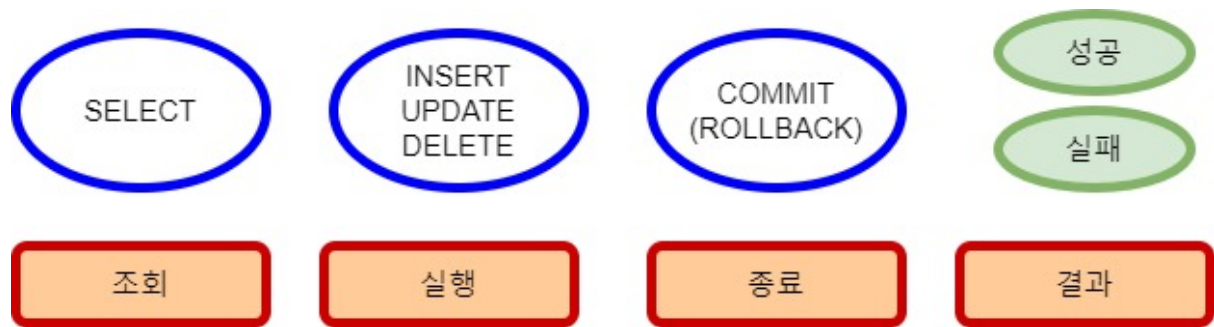 SELECT
INSERT
UPDATE
DELETE
COMMIT
(ROLLBACK)
성공
실패
조회
실행
종료
결과